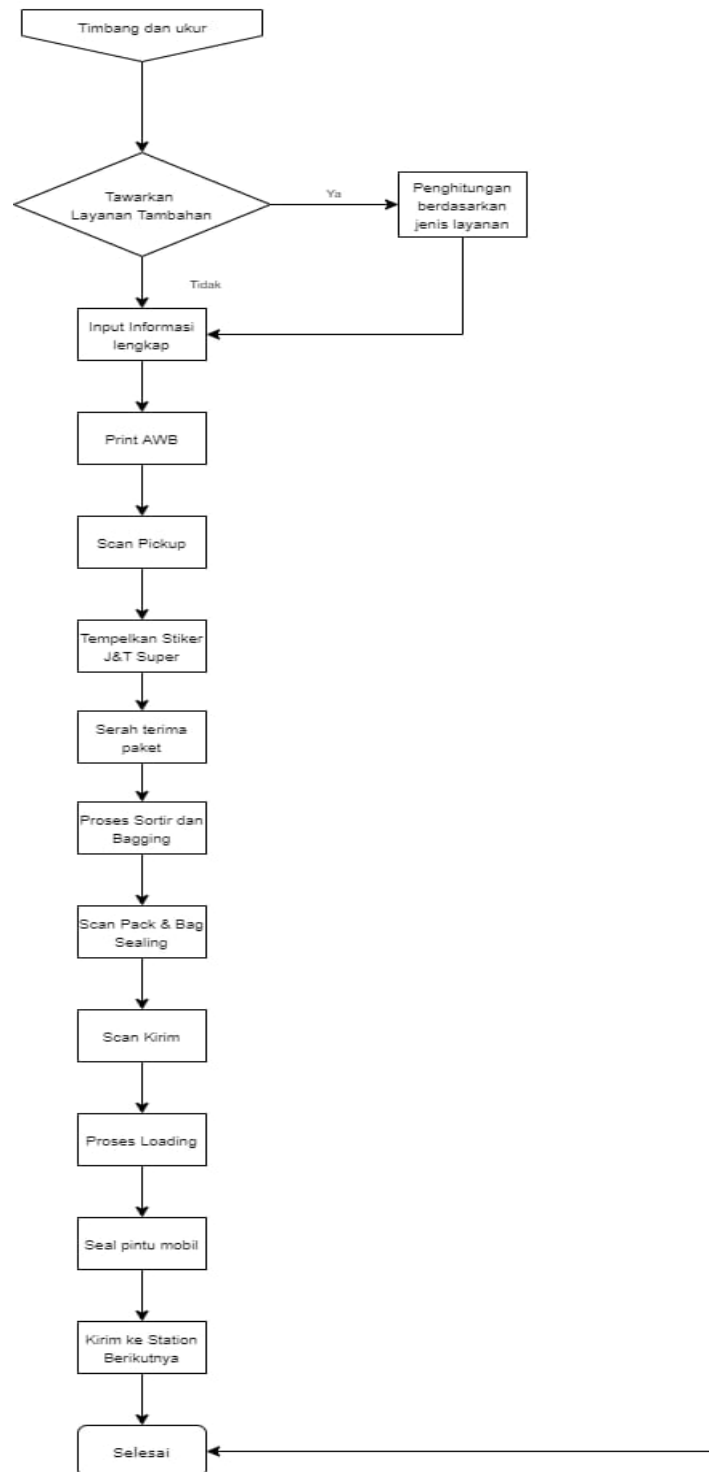 Timbang dan ukur
Tawarkan
Layanan Tambahan
Ya
Penghitungan
berdasarkan
jenis layanan
Tidak
Input Informasi
lengkap
Print AWB
Scan Pickup
Tempelkan Stiker
J&T Super
Serah terima
paket
Proses Sortir dan
Bagging
Scan Pack & Bag
Sealing
Scan Kirim
Proses Loading
Seal pintu mobil
Kirim ke Station
Berikutnya
Selesai